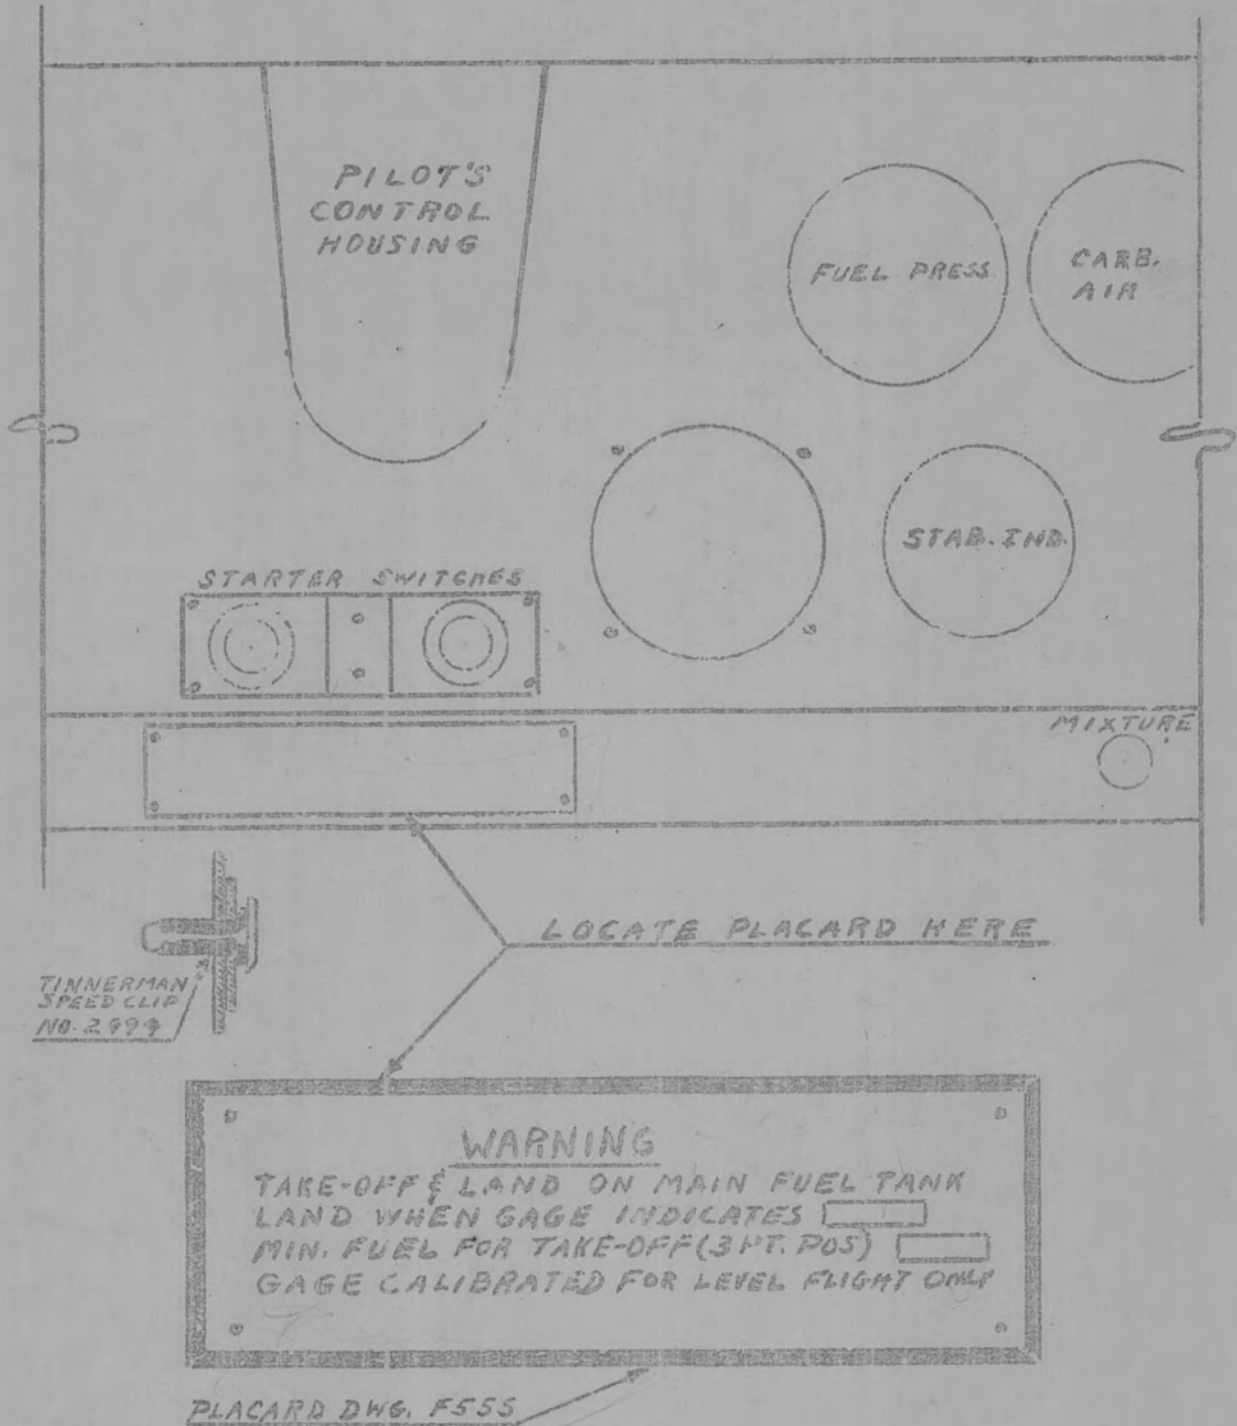 PILOT'S
CONTROL
HOUSING
FUEL PRESS.
CARB.
AIR
STAB. IND.
STARTER SWITCHES
MIXTURE
LOCATE PLACARD HERE
TINNERMAN
SPEED CLIP
NO.
WARNING
TAKE-OFF & LAND ON MAIN FUEL TANK
LAND WHEN GAGE INDICATES
MIN. FUEL FOR TAKE-OFF (3 PT. POS)
GAGE CALIBRATED FOR LEVEL FLIGHT ONLY
PLACARD DWG. F555